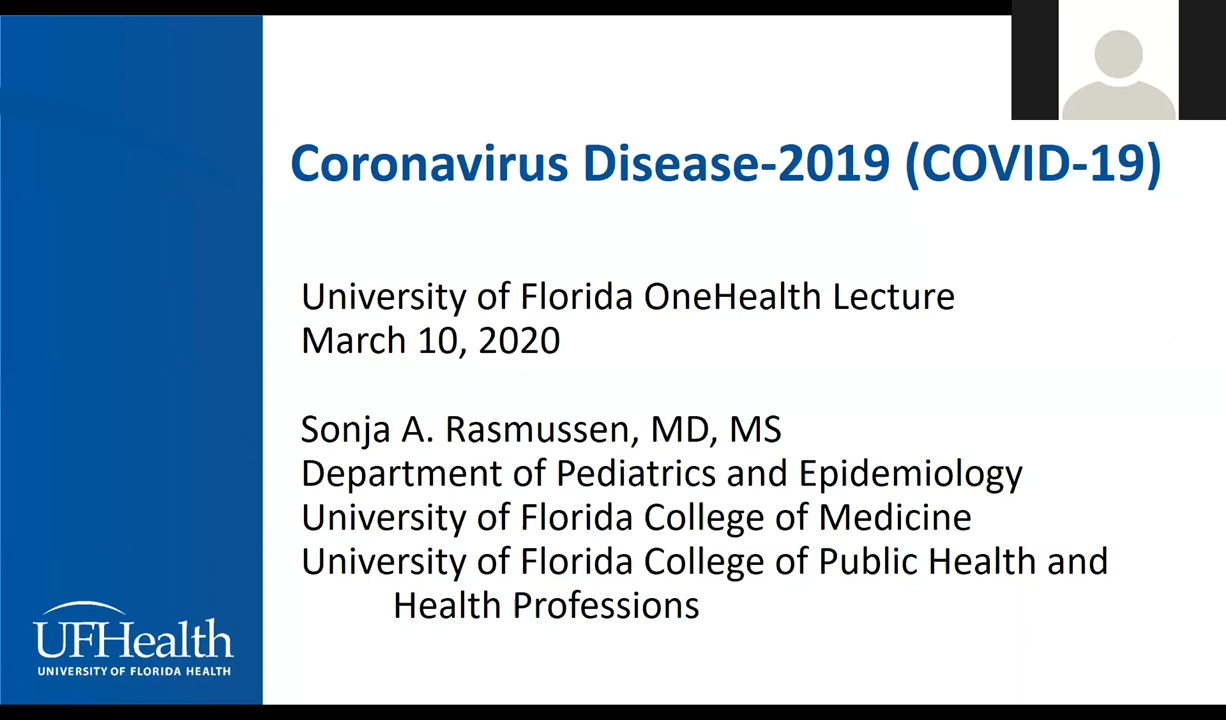 Coronavirus Disease-2019 (COVID-19)
University of Florida OneHealth Lecture
March 10, 2020
Sonja A. Rasmussen, MD, MS
Department of Pediatrics and Epidemiology
University of Florida College of Medicine
University of Florida College of Public Health and
Health Professions
UFHealth
UNIVERSITY OF FLORIDA HEALTH